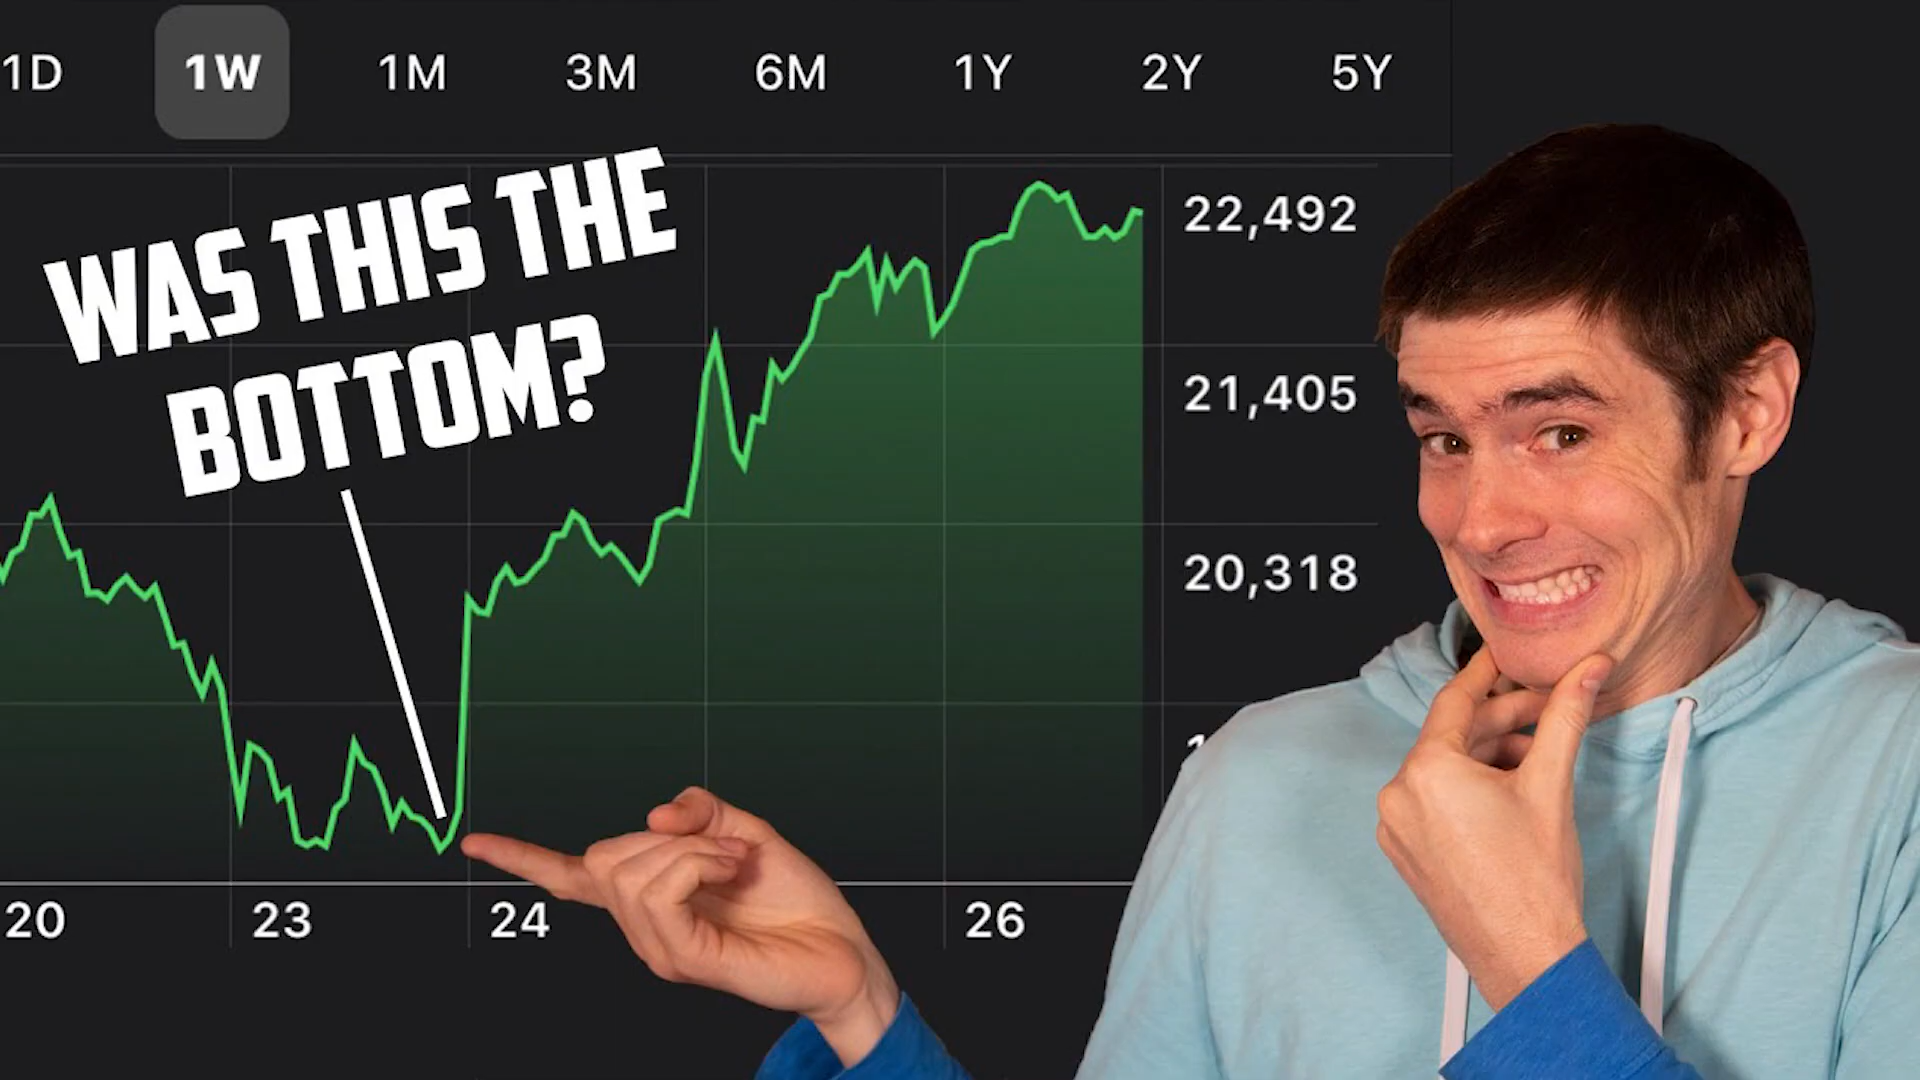 1D 1W 1M 3M 6M 1Y 2Y 5Y
WAS THIS THE
BOTTOM?
22,492
21,405
20,318
20 23 24 26